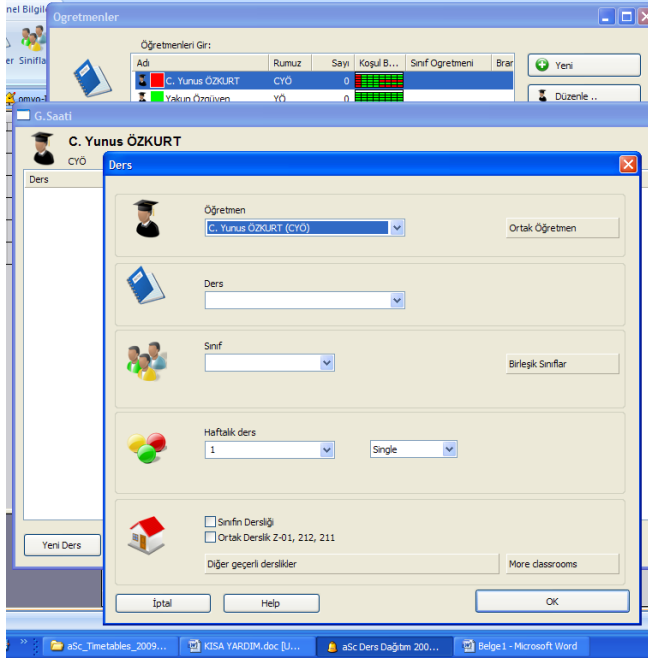 nel Bilgil
Ogretmenler
er Sınıfla
Öğretmenleri Gir:
Adı Rumuz Sayı Koşul B... Sınıf Ogretmeni Brar
C. Yunus ÖZKURT CYÖ 0
Yakup Özgüven YÖ 0
Yeni
Düzenle ..
G.Saati
C. Yunus ÖZKURT
CYÖ
Ders
Ders
Öğretmen
C. Yunus ÖZKURT (CYÖ)
Ortak Öğretmen
Ders
Sınıf
Birleşik Sınıflar
Haftalık ders
1 Single
Sınıfın Dersliği
Ortak Derslik Z-01, 212, 211
Diğer geçerli derslikler
More classrooms
Yeni Ders
İptal
Help
OK
aSc_Timetables_2009...
KISA YARDIM.doc [U...
aSc Ders Dağıtım 200...
Belge1 - Microsoft Word